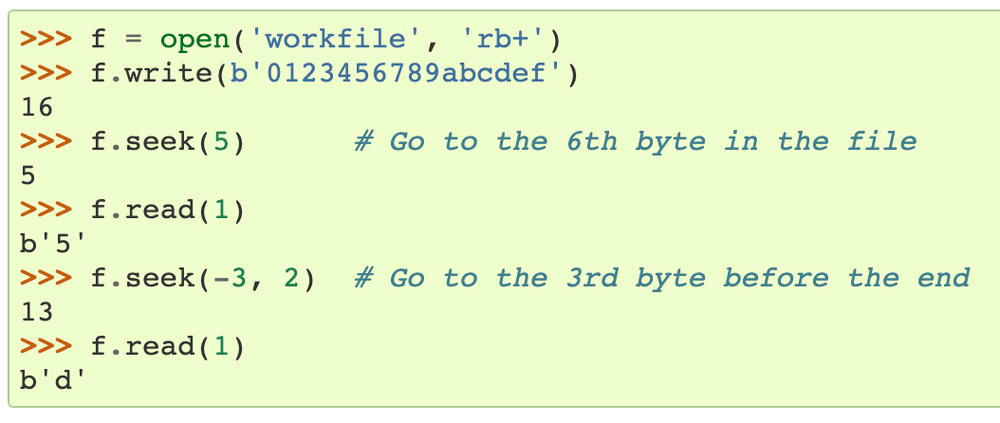 >>> f = open('workfile', 'rb+')
>>> f.write(b'0123456789abcdef')
16
>>> f.seek(5)      # Go to the 6th byte in the file
5
>>> f.read(1)
b'5'
>>> f.seek(-3, 2)  # Go to the 3rd byte before the end
13
>>> f.read(1)
b'd'